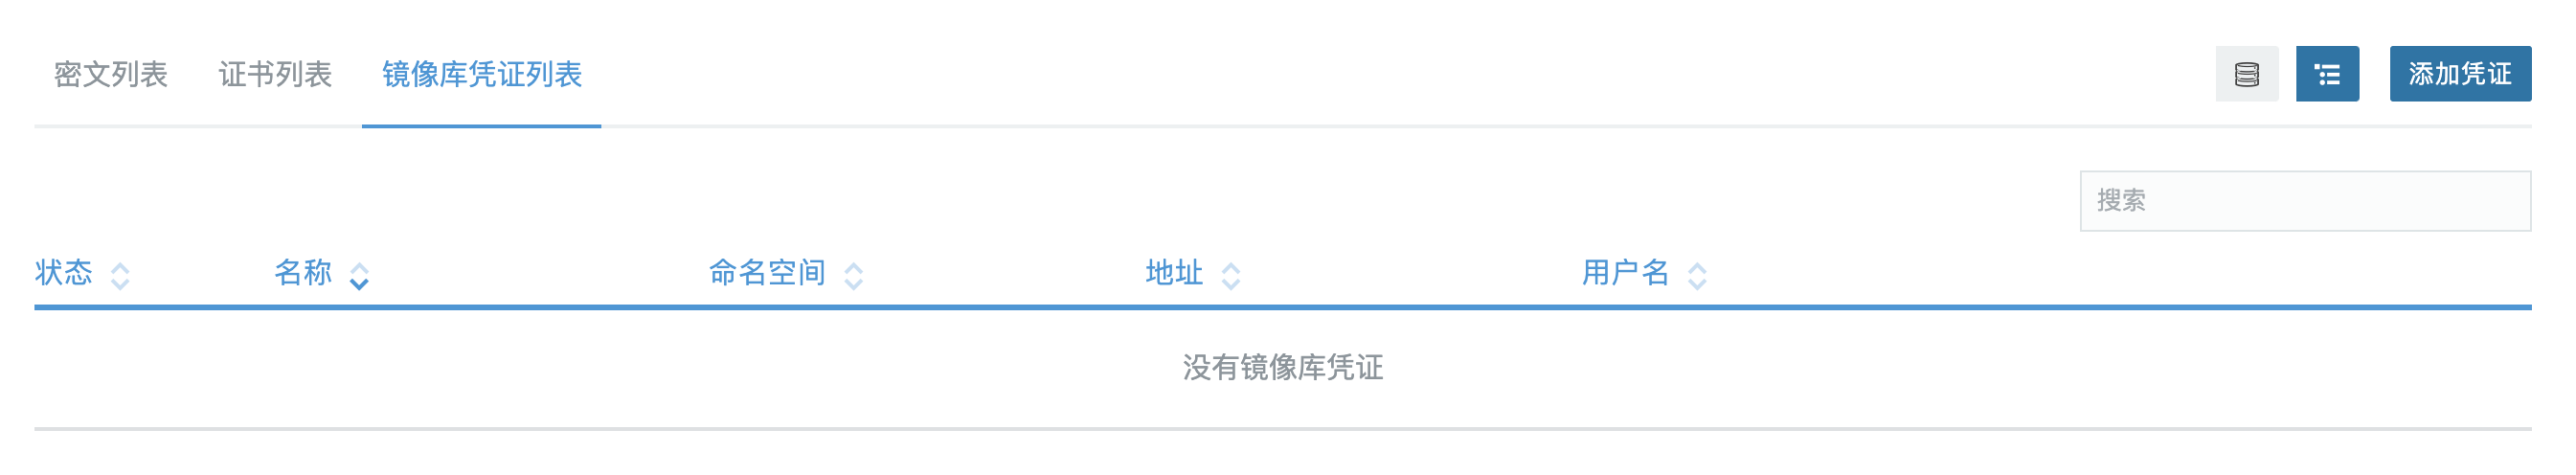 密文列表 证书列表 镜像库凭证列表 添加凭证
搜索
状态 名称 命名空间 地址 用户名
没有镜像库凭证